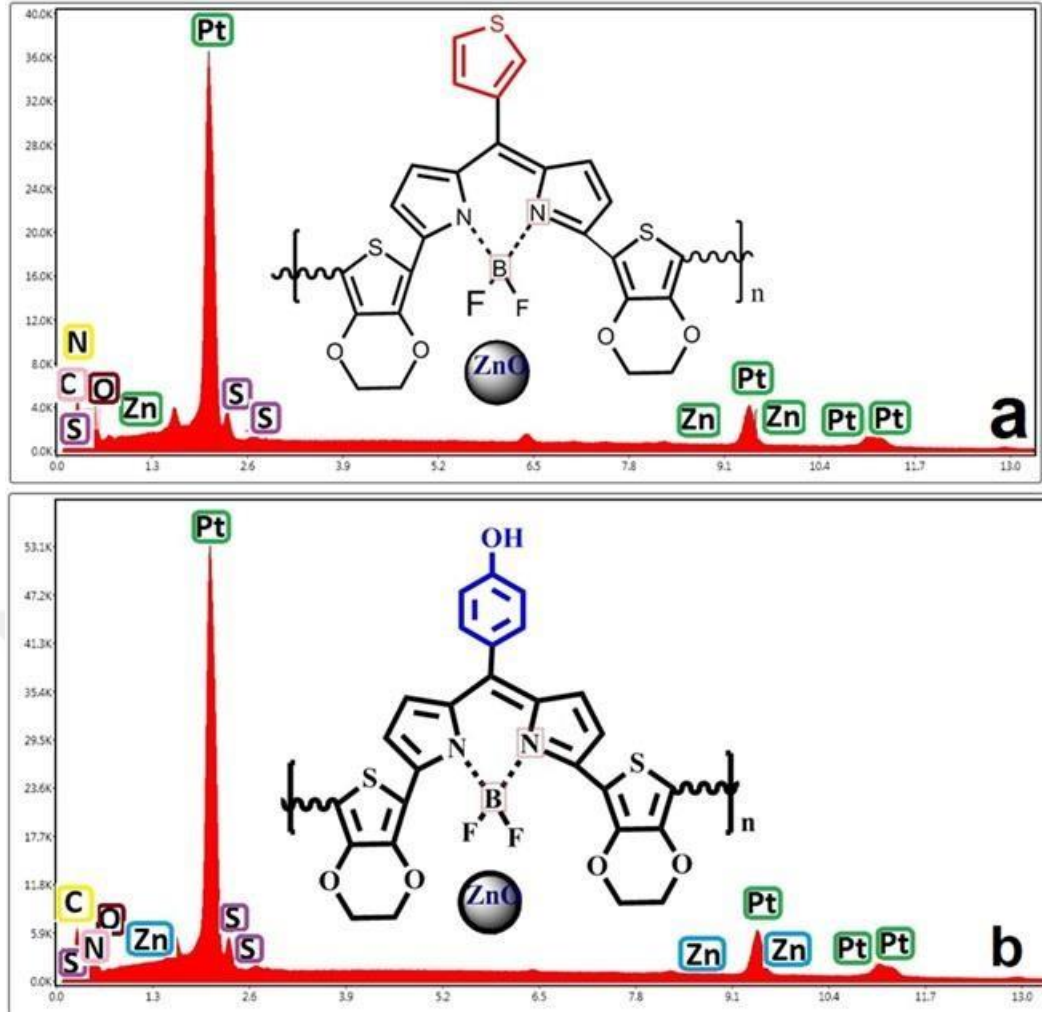 40.0K
Pt
S
36.0K
32.0K
28.0K
24.0K
N N
20.0K
S S
16.0K
B
n
F F
12.0K
O O O O
N
8.0K
ZnO
C O Zn S Pt
4.0K
S S Zn Zn Pt Pt a
0.0K
0.0 1.3 2.6 3.9 5.2 6.5 7.8 9.1 10.4 11.7 13.0
Pt
OH
53.1K
47.2K
41.3K
35.4K
29.5K
N N
S S
23.6K
B
n
F F
17.7K
O O O O
11.8K
ZnO
C O S Pt
5.9K
S N Zn S Zn Zn Pt Pt b
0.0K
0.0 1.3 2.6 3.9 5.2 6.5 7.8 9.1 10.4 11.7 13.0